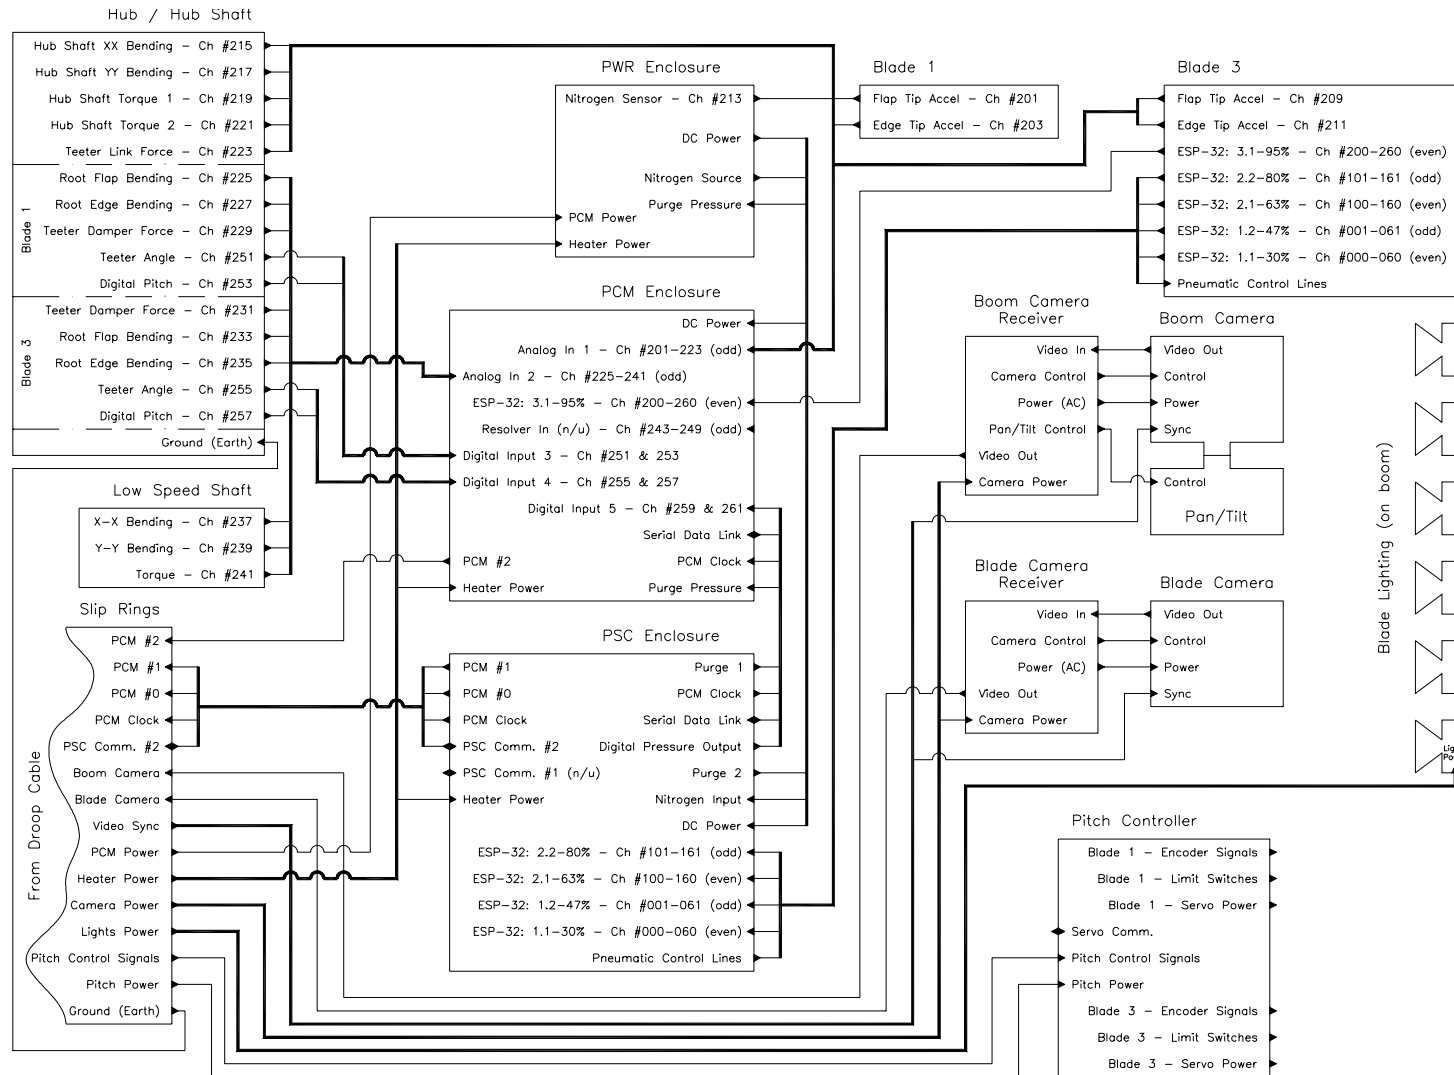 Hub / Hub Shaft
Hub Shaft XX Bending – Ch #215
Hub Shaft YY Bending – Ch #217
Hub Shaft Torque 1 – Ch #219
Hub Shaft Torque 2 – Ch #221
Teeter Link Force – Ch #223
Blade 1
Root Flap Bending – Ch #225
Root Edge Bending – Ch #227
Teeter Damper Force – Ch #229
Teeter Angle – Ch #251
Digital Pitch – Ch #253
Blade 3
Teeter Damper Force – Ch #231
Root Flap Bending – Ch #233
Root Edge Bending – Ch #235
Teeter Angle – Ch #255
Digital Pitch – Ch #257
Ground (Earth)
Low Speed Shaft
X–X Bending – Ch #237
Y–Y Bending – Ch #239
Torque – Ch #241
Slip Rings
From Droop Cable
PCM #2
PCM #1
PCM #0
PCM Clock
PSC Comm. #2
Boom Camera
Blade Camera
Video Sync
PCM Power
Heater Power
Camera Power
Lights Power
Pitch Control Signals
Pitch Power
Ground (Earth)
PWR Enclosure
Nitrogen Sensor – Ch #213
DC Power
Nitrogen Source
Purge Pressure
PCM Power
Heater Power
PCM Enclosure
DC Power
Analog In 1 – Ch #201–223 (odd)
Analog In 2 – Ch #225–241 (odd)
ESP–32: 3.1–95% – Ch #200–260 (even)
Resolver In (n/u) – Ch #243–249 (odd)
Digital Input 3 – Ch #251 & 253
Digital Input 4 – Ch #255 & 257
Digital Input 5 – Ch #259 & 261
Serial Data Link
PCM #2
PCM Clock
Heater Power
Purge Pressure
PSC Enclosure
PCM #1
Purge 1
PCM #0
PCM Clock
PCM Clock
Serial Data Link
PSC Comm. #2
Digital Pressure Output
PSC Comm. #1 (n/u)
Purge 2
Heater Power
Nitrogen Input
DC Power
ESP–32: 2.2–80% – Ch #101–161 (odd)
ESP–32: 2.1–63% – Ch #100–160 (even)
ESP–32: 1.2–47% – Ch #001–061 (odd)
ESP–32: 1.1–30% – Ch #000–060 (even)
Pneumatic Control Lines
Blade 1
Flap Tip Accel – Ch #201
Edge Tip Accel – Ch #203
Blade 3
Flap Tip Accel – Ch #209
Edge Tip Accel – Ch #211
ESP–32: 3.1–95% – Ch #200–260 (even)
ESP–32: 2.2–80% – Ch #101–161 (odd)
ESP–32: 2.1–63% – Ch #100–160 (even)
ESP–32: 1.2–47% – Ch #001–061 (odd)
ESP–32: 1.1–30% – Ch #000–060 (even)
Pneumatic Control Lines
Boom Camera
Receiver
Video In
Camera Control
Power (AC)
Pan/Tilt Control
Video Out
Camera Power
Boom Camera
Video Out
Control
Power
Sync
Control
Pan/Tilt
Blade Camera
Receiver
Video In
Camera Control
Power (AC)
Video Out
Camera Power
Blade Camera
Video Out
Control
Power
Sync
Blade Lighting (on boom)
Pitch Controller
Blade 1 – Encoder Signals
Blade 1 – Limit Switches
Blade 1 – Servo Power
Servo Comm.
Pitch Control Signals
Pitch Power
Blade 3 – Encoder Signals
Blade 3 – Limit Switches
Blade 3 – Servo Power